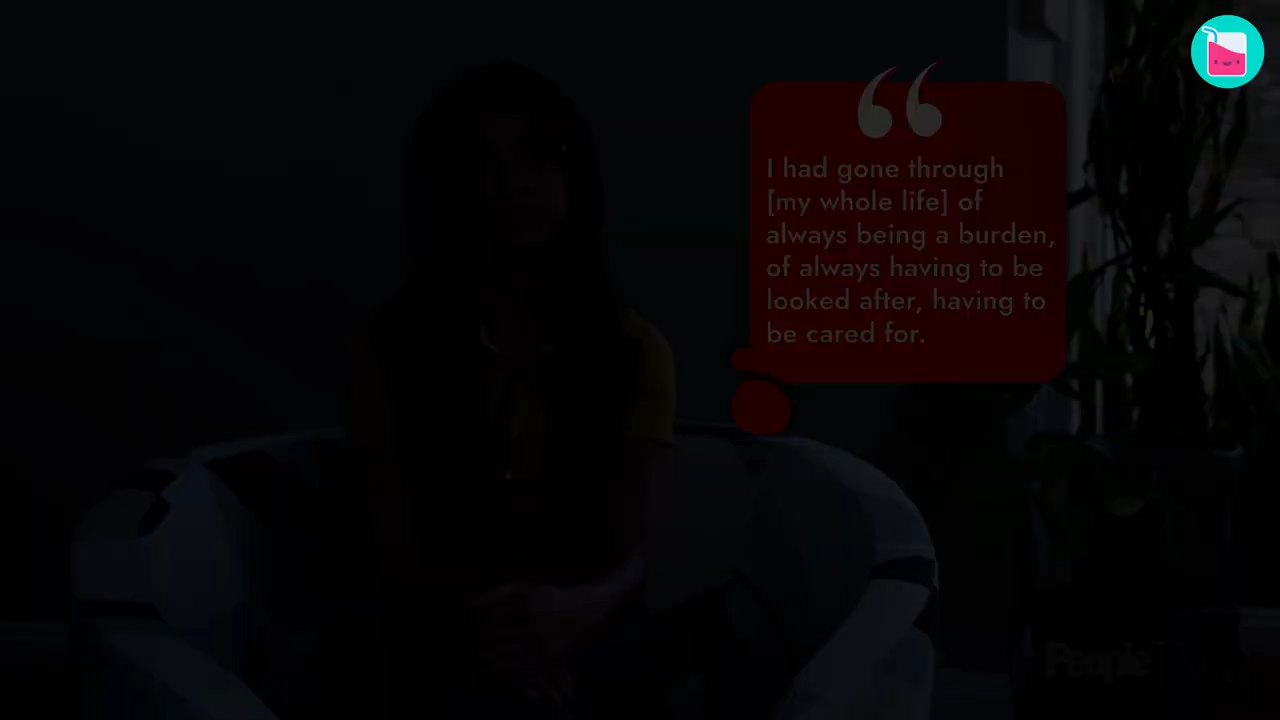 I had gone through
[my whole life] of
always being a burden,
of always having to be
looked after, having to
be cared for.
PeopleTV